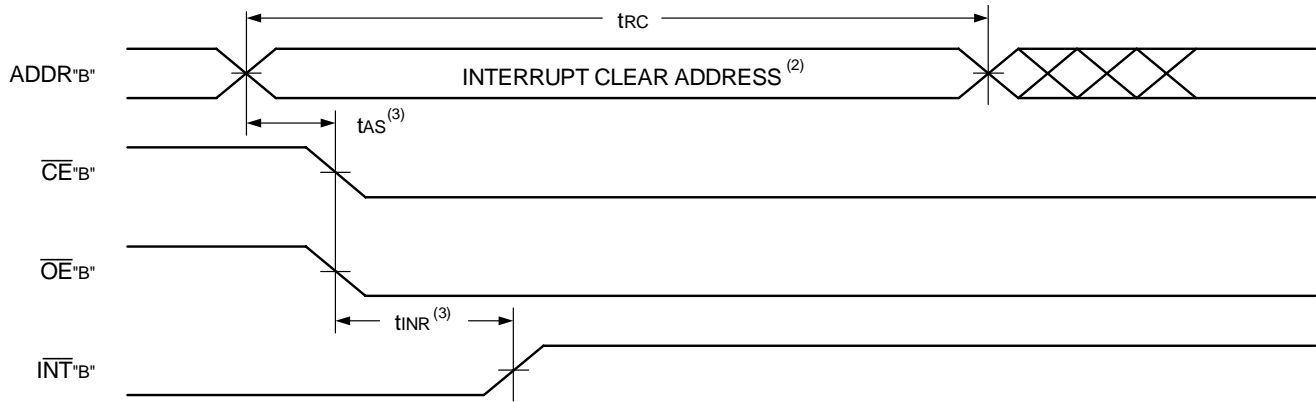 tRC
ADDR"B"
INTERRUPT CLEAR ADDRESS (2)
tAS (3)
CE"B"
OE"B"
tINR (3)
INT"B"